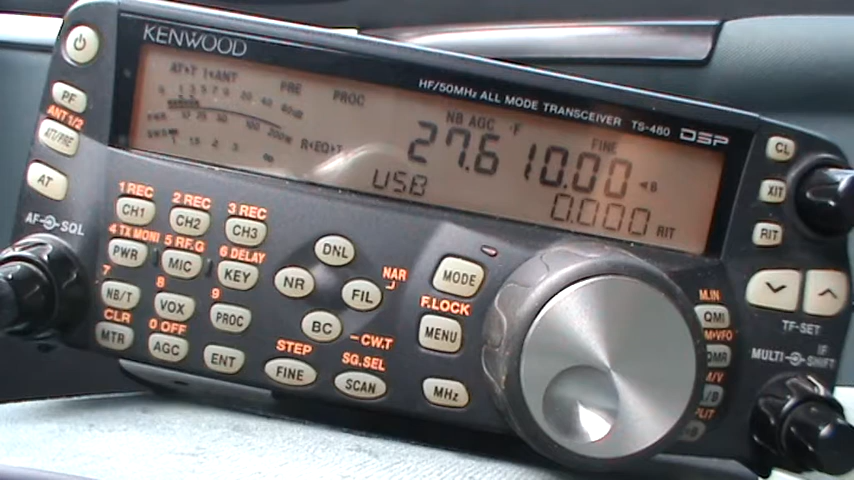 KENWOOD
HF/50MHz ALL MODE TRANSCEIVER TS-480 DSP
AT◄T 1◄ANT PRE PROC
NB AGC -F FINE
27.610.00 ◄B
R◄EQ►T
USB
0.000 RIT
PF
ANT 1/2
ATT/PRE
AT
AF SQL
CL
XIT
RIT
1 REC 2 REC 3 REC
CH1 CH2 CH3
4 TX MONI 5 RF.G 6 DELAY
PWR MIC KEY
7 8 9
NB/T VOX PROC
CLR 0 OFF
MTR AGC ENT
DNL
NR FIL NAR
BC CW.T
STEP SG.SEL
FINE SCAN
MODE
F.LOCK
MENU
MHz
M.IN
QMI
TF-SET
MULTI IF SHIFT